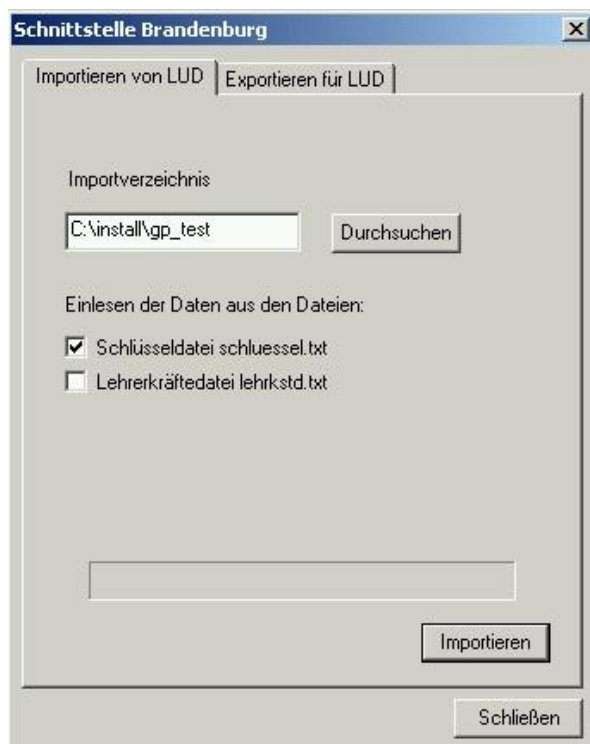 Schnittstelle Brandenburg
Importieren von LUD
Exportieren für LUD
Importverzeichnis
C:\install\gp_test
Durchsuchen
Einlesen der Daten aus den Dateien:
Schlüsseldatei schluessel.txt
Lehrerkräftedatei lehrkstd.txt
Importieren
Schließen